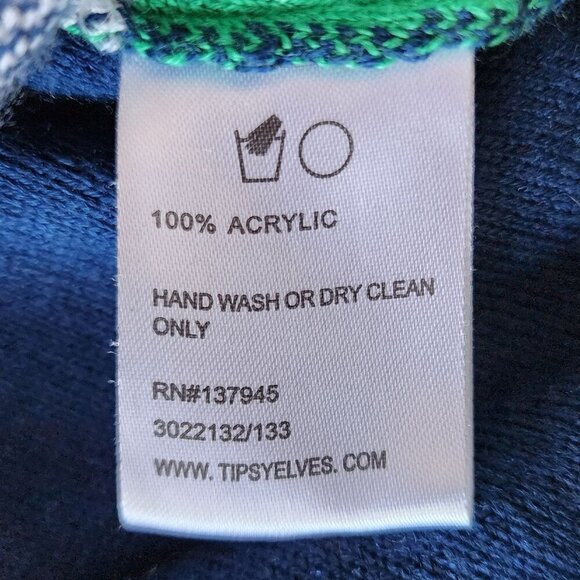 100% ACRYLIC
HAND WASH OR DRY CLEAN
ONLY
RN#137945
3022132/133
WWW. TIPSYELVES. COM